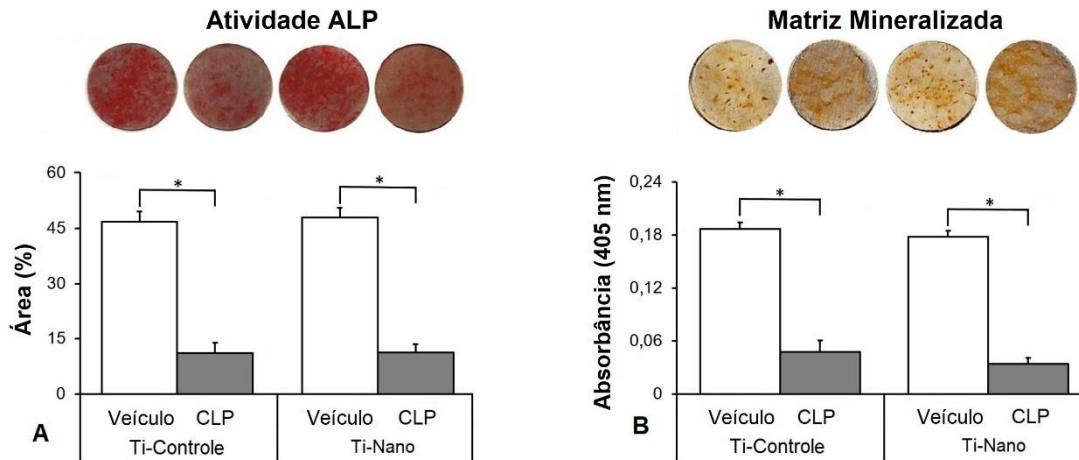 Atividade ALP
Área (%)
60
45
30
15
0
*
*
Veículo CLP Veículo CLP
Ti-Controle Ti-Nano
A
Matriz Mineralizada
Absorbância (405 nm)
0,24
0,18
0,12
0,06
0
*
*
Veículo CLP Veículo CLP
Ti-Controle Ti-Nano
B